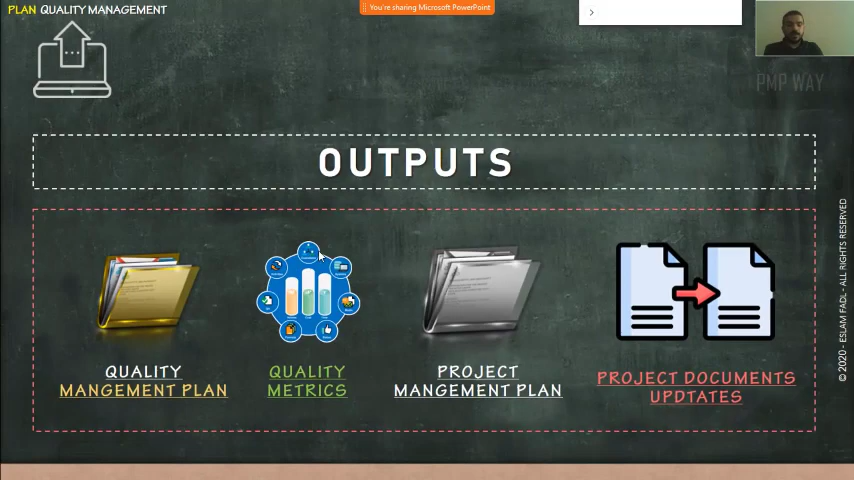 PLAN QUALITY MANAGEMENT
You're sharing Microsoft PowerPoint
PMP WAY
OUTPUTS
QUALITY
MANGEMENT PLAN
QUALITY
METRICS
PROJECT
MANGEMENT PLAN
PROJECT DOCUMENTS
UPDTATES
© 2020 - ESLAM FADL - ALL RIGHTS RESERVED